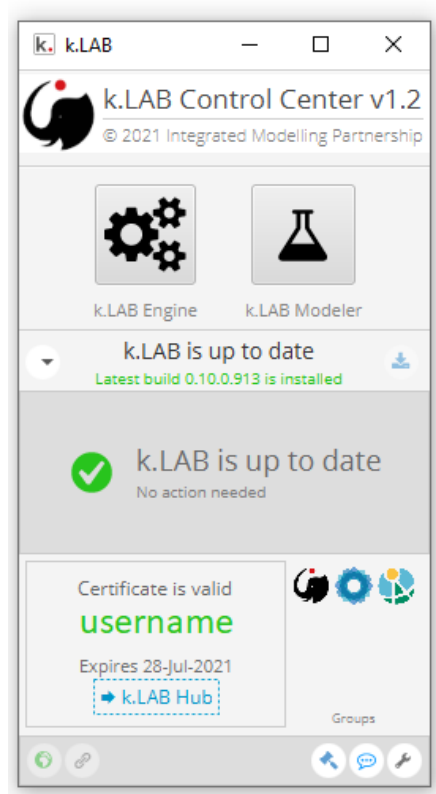 k. k.LAB
k.LAB Control Center v1.2
© 2021 Integrated Modelling Partnership
k.LAB Engine k.LAB Modeler
k.LAB is up to date
Latest build 0.10.0.913 is installed
k.LAB is up to date
No action needed
Certificate is valid
username
Expires 28-Jul-2021
k.LAB Hub
Groups